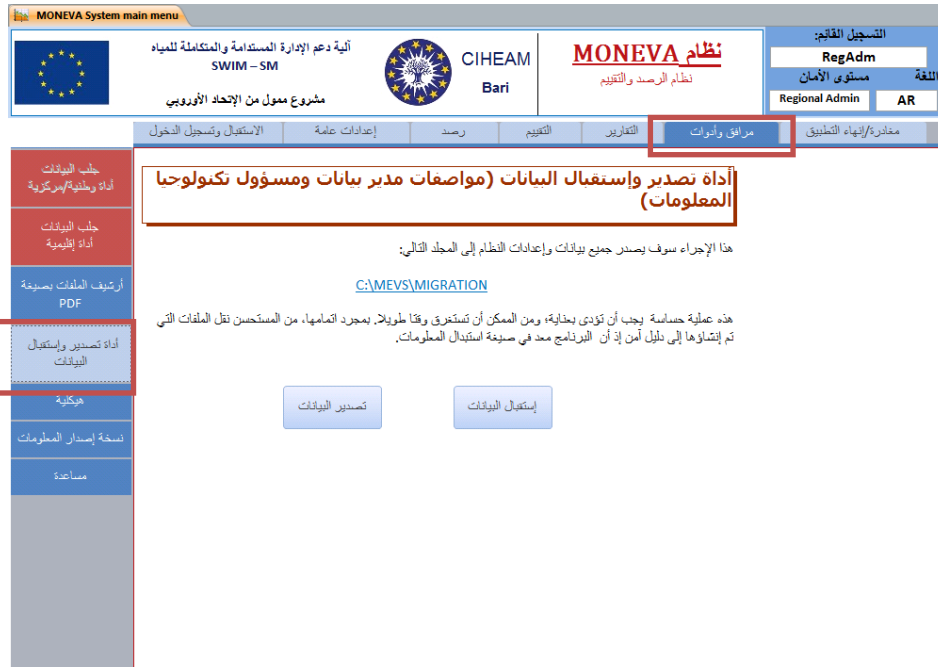 MONEVA System main menu
آلية دعم الإدارة المستدامة والمتكاملة للمياه
SWIM – SM
مشروع ممول من الإتحاد الأوروبي
CIHEAM
Bari
نظام MONEVA
نظام الرصد والتقييم
التسجيل القائم:
RegAdm
مستوى الأمان
اللغة
Regional Admin
AR
الاستقبال وتسجيل الدخول
إعدادات عامة
رصد
التقييم
التقارير
مرافق وأدوات
مغادرة/إنهاء التطبيق
جلب البيانات
أداة وطنية/مركزية
جلب البيانات
أداة إقليمية
أرشيف الملفات بصيغة
PDF
أداة تصدير وإستقبال
البيانات
هيكلية
نسخة إصدار المعلومات
مساعدة
أداة تصدير وإستقبال البيانات (مواصفات مدير بيانات ومسؤول تكنولوجيا
المعلومات)
هذا الإجراء سوف يصدر جميع بيانات وإعدادات النظام إلى المجلد التالي:
C:\MEVS\MIGRATION
هذه عملية حساسة يجب أن تؤدى بعناية؛ ومن الممكن أن تستغرق وقتا طويلا. بمجرد اتمامها، من المستحسن نقل الملفات التي
تم إنشاؤها إلى دليل آمن إذ أن البرنامج معد في صيغة استبدال المعلومات.
إستقبال البيانات
تصدير البيانات